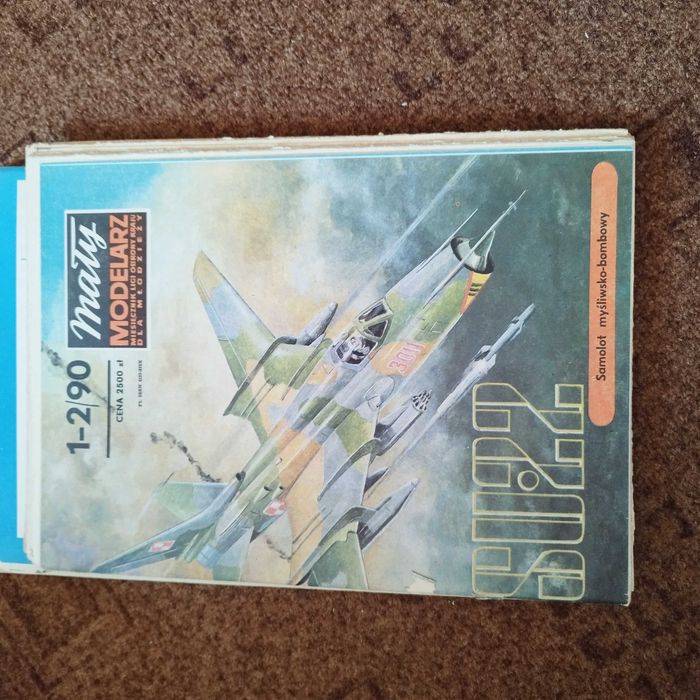 mały
MODELARZ
MIESIĘCZNIK LIGI OBRONY KRAJU
DLA MŁODZIEŻY
1–2/90
CENA 2500 zł
SU-22
Samolot myśliwsko-bombowy